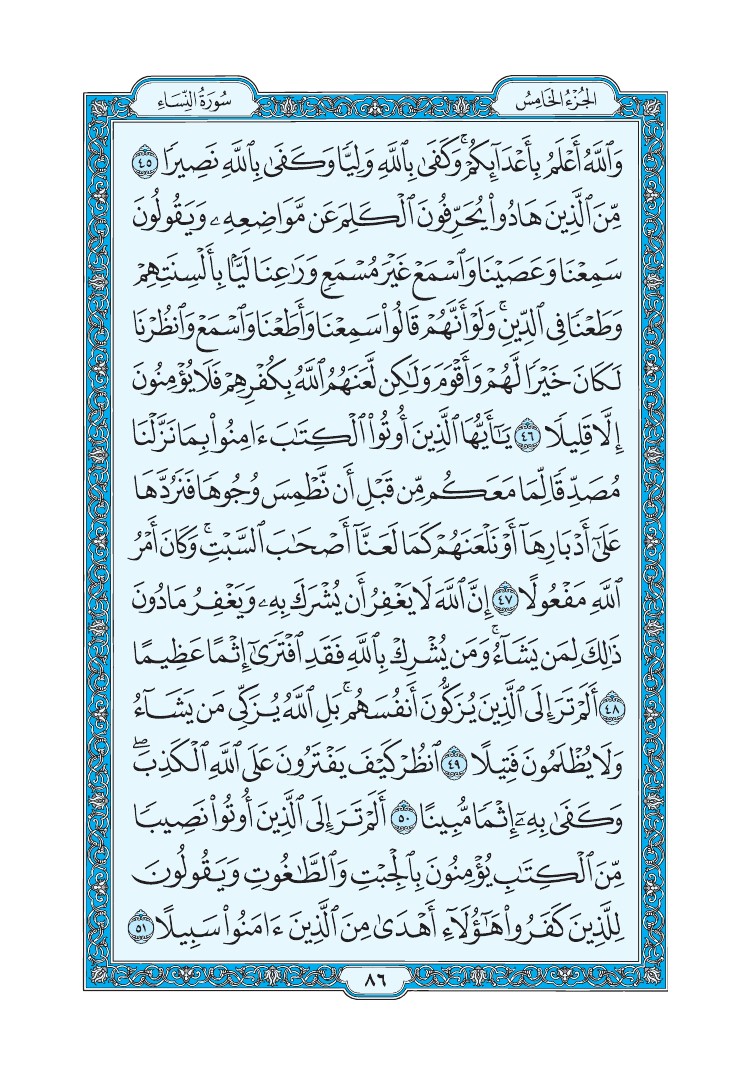 الجُزْءُ الخَامِسُ
سُورَةُ النِّسَاءِ
وَٱللَّهُ أَعْلَمُ بِأَعْدَآئِكُمْۚ وَكَفَىٰ بِٱللَّهِ وَلِيًّا وَكَفَىٰ بِٱللَّهِ نَصِيرًا ٤٥
مِّنَ ٱلَّذِينَ هَادُوا۟ يُحَرِّفُونَ ٱلْكَلِمَ عَن مَّوَاضِعِهِۦ وَيَقُولُونَ
سَمِعْنَا وَعَصَيْنَا وَٱسْمَعْ غَيْرَ مُسْمَعٍ وَرَٰعِنَا لَيًّۢا بِأَلْسِنَتِهِمْ
وَطَعْنًا فِى ٱلدِّينِۚ وَلَوْ أَنَّهُمْ قَالُوا۟ سَمِعْنَا وَأَطَعْنَا وَٱسْمَعْ وَٱنظُرْنَا
لَكَانَ خَيْرًا لَّهُمْ وَأَقْوَمَ وَلَٰكِن لَّعَنَهُمُ ٱللَّهُ بِكُفْرِهِمْ فَلَا يُؤْمِنُونَ
إِلَّا قَلِيلًا ٤٦ يَٰٓأَيُّهَا ٱلَّذِينَ أُوتُوا۟ ٱلْكِتَٰبَ ءَامِنُوا۟ بِمَا نَزَّلْنَا
مُصَدِّقًا لِّمَا مَعَكُم مِّن قَبْلِ أَن نَّطْمِسَ وُجُوهًا فَنَرُدَّهَا
عَلَىٰٓ أَدْبَارِهَآ أَوْ نَلْعَنَهُمْ كَمَا لَعَنَّآ أَصْحَٰبَ ٱلسَّبْتِۚ وَكَانَ أَمْرُ
ٱللَّهِ مَفْعُولًا ٤٧ إِنَّ ٱللَّهَ لَا يَغْفِرُ أَن يُشْرَكَ بِهِۦ وَيَغْفِرُ مَا دُونَ
ذَٰلِكَ لِمَن يَشَآءُۚ وَمَن يُشْرِكْ بِٱللَّهِ فَقَدِ ٱفْتَرَىٰٓ إِثْمًا عَظِيمًا
٤٨ أَلَمْ تَرَ إِلَى ٱلَّذِينَ يُزَكُّونَ أَنفُسَهُمۚ بَلِ ٱللَّهُ يُزَكِّى مَن يَشَآءُ
وَلَا يُظْلَمُونَ فَتِيلًا ٤٩ ٱنظُرْ كَيْفَ يَفْتَرُونَ عَلَى ٱللَّهِ ٱلْكَذِبَۖ
وَكَفَىٰ بِهِۦٓ إِثْمًا مُّبِينًا ٥٠ أَلَمْ تَرَ إِلَى ٱلَّذِينَ أُوتُوا۟ نَصِيبًا
مِّنَ ٱلْكِتَٰبِ يُؤْمِنُونَ بِٱلْجِبْتِ وَٱلطَّٰغُوتِ وَيَقُولُونَ
لِلَّذِينَ كَفَرُوا۟ هَٰٓؤُلَآءِ أَهْدَىٰ مِنَ ٱلَّذِينَ ءَامَنُوا۟ سَبِيلًا ٥١
٨٦